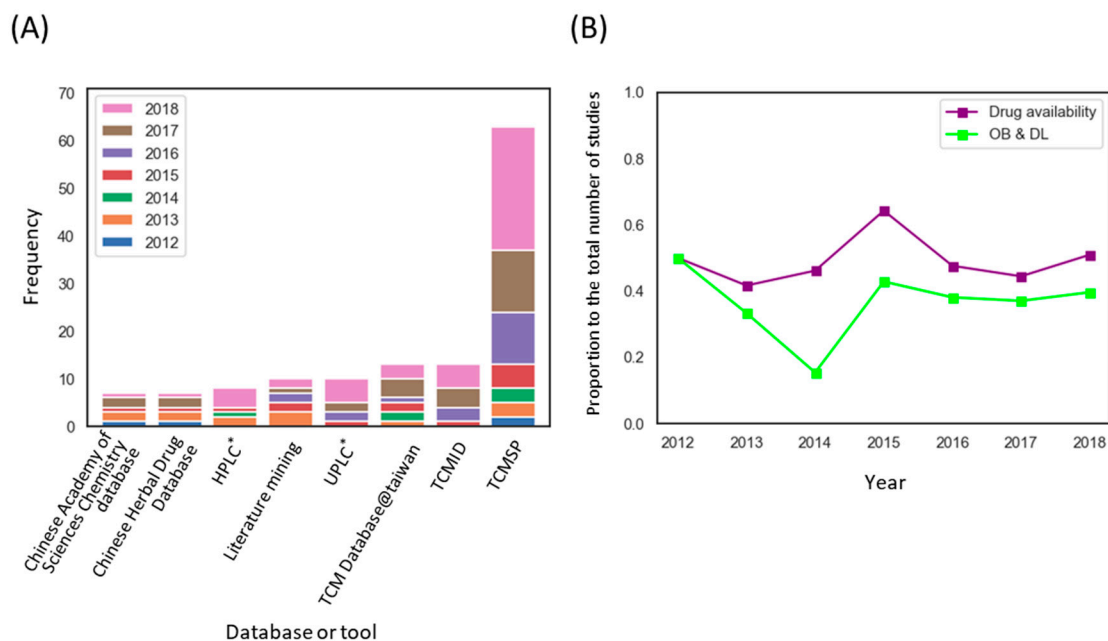 (A)
(B)
70
60
50
40
30
20
10
0
Frequency
2018
2017
2016
2015
2014
2013
2012
Chinese Academy of
Sciences Chemistry
database
Chinese Herbal Drug
Database
HPLC*
Literature mining
UPLC*
TCM Database@taiwan
TCMID
TCMSP
Database or tool
1.0
0.8
0.6
0.4
0.2
0.0
Proportion to the total number of studies
Drug availability
OB & DL
2012 2013 2014 2015 2016 2017 2018
Year